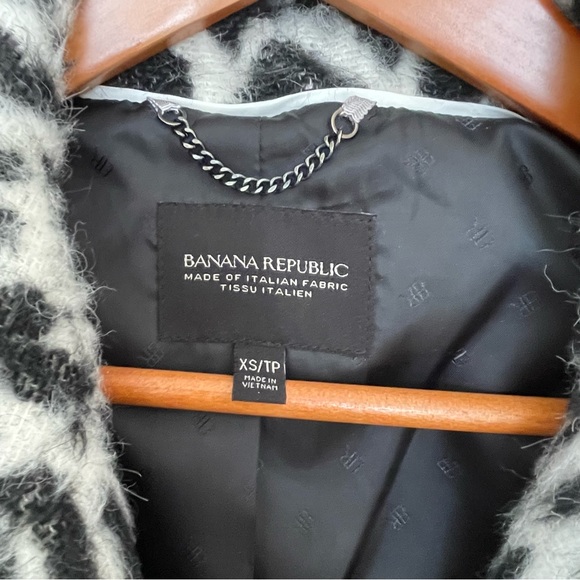 BANANA REPUBLIC
MADE OF ITALIAN FABRIC
TISSU ITALIEN
XS/TP
MADE IN
VIETNAM